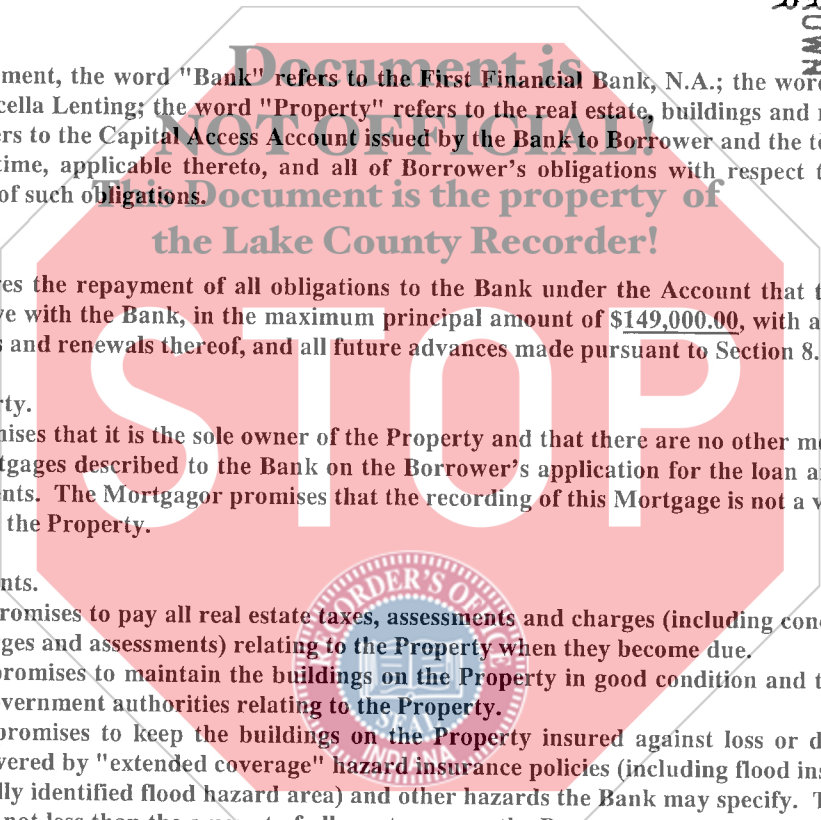 Document is
NOT OFFICIAL!
This Document is the property of
the Lake County Recorder!
STOP
ment, the word "Bank" refers to the First Financial Bank, N.A.; the wor
cella Lenting; the word "Property" refers to the real estate, buildings and
ers to the Capital Access Account issued by the Bank to Borrower and the t
time, applicable thereto, and all of Borrower's obligations with respect t
of such obligations.
es the repayment of all obligations to the Bank under the Account that t
ve with the Bank, in the maximum principal amount of $149,000.00, with a
s and renewals thereof, and all future advances made pursuant to Section 8.
rty.
mises that it is the sole owner of the Property and that there are no other m
tgages described to the Bank on the Borrower's application for the loan a
ents. The Mortgagor promises that the recording of this Mortgage is not a v
the Property.
nts.
romises to pay all real estate taxes, assessments and charges (including con
ges and assessments) relating to the Property when they become due.
promises to maintain the buildings on the Property in good condition and t
vernment authorities relating to the Property.
promises to keep the buildings on the Property insured against loss or d
vered by "extended coverage" hazard insurance policies (including flood ins
lly identified flood hazard area) and other hazards the Bank may specify. T
RECORDER'S OFFICE
SEAL
INDIANA